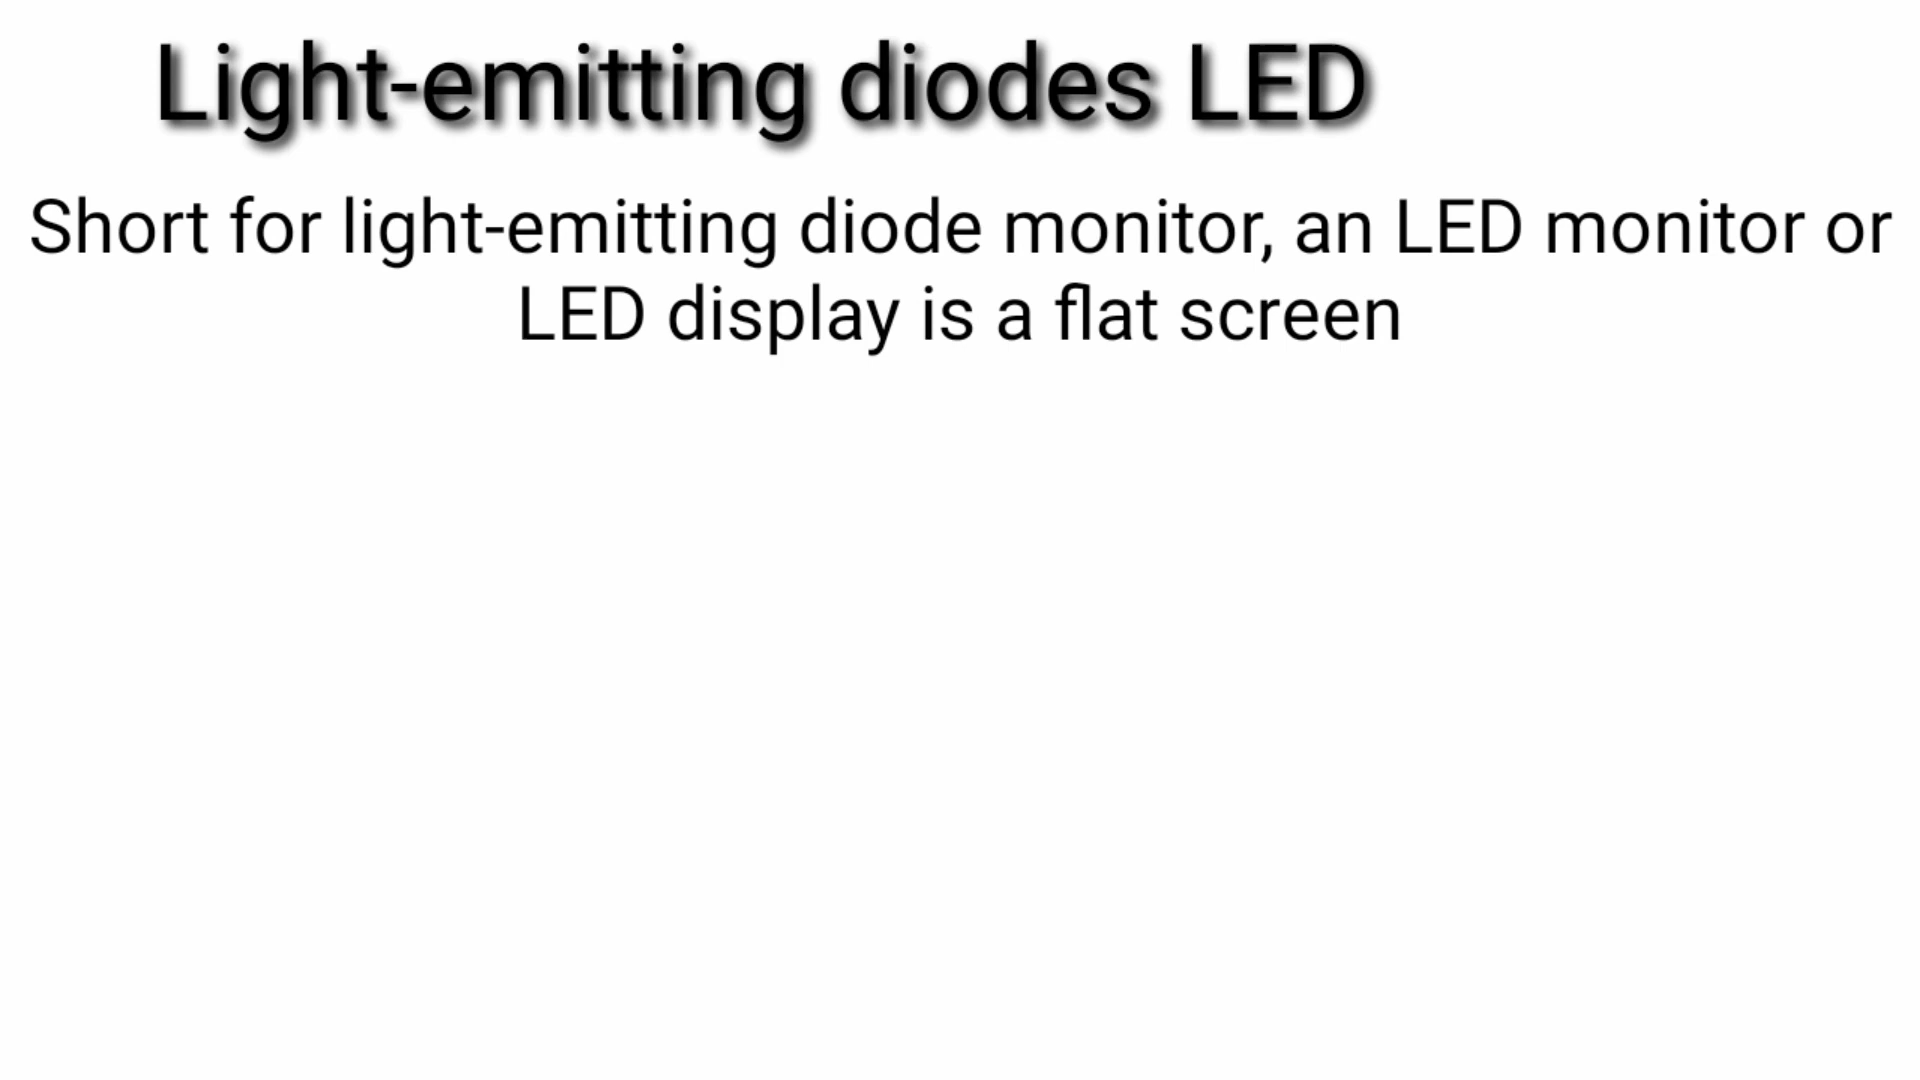 Light-emitting diodes LED
Short for light-emitting diode monitor, an LED monitor or
LED display is a flat screen